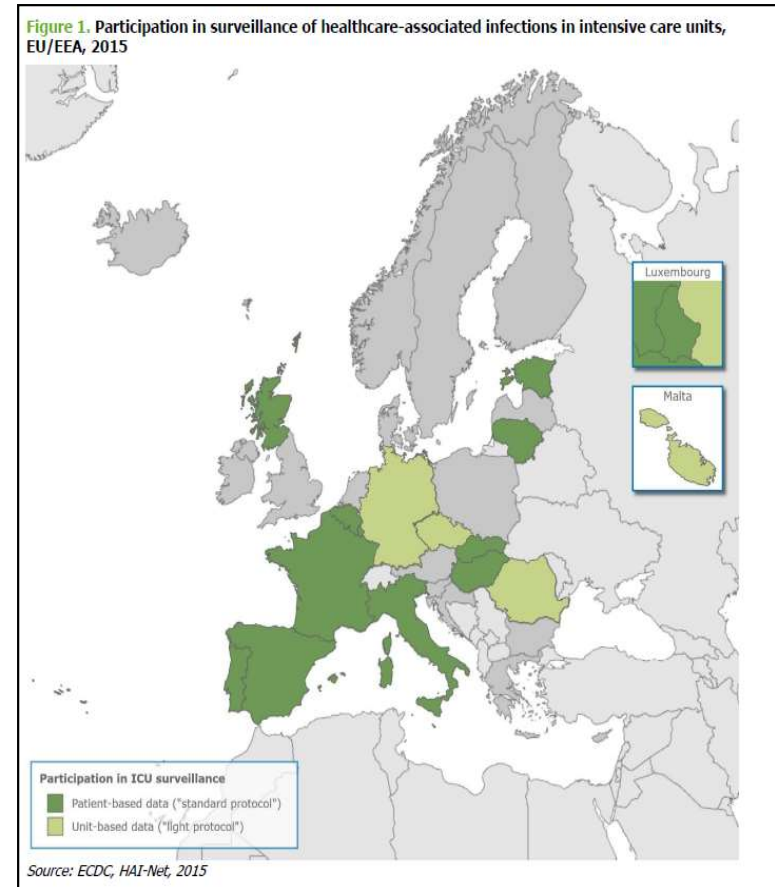 Figure 1. Participation in surveillance of healthcare-associated infections in intensive care units,
EU/EEA, 2015
Luxembourg
Malta
Participation in ICU surveillance
Patient-based data ("standard protocol")
Unit-based data ("light protocol")
Source: ECDC, HAI-Net, 2015